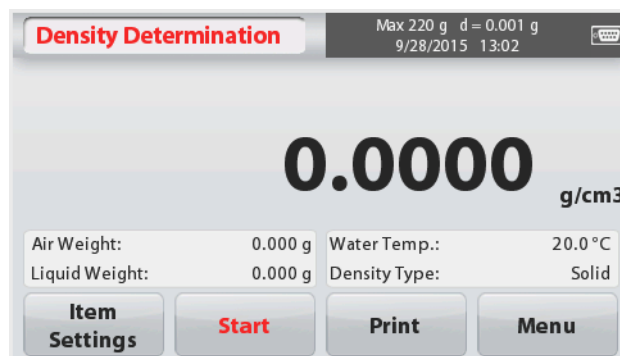 Density Determination
Max 220 g d = 0.001 g
9/28/2015 13:02
0.0000
g/cm3
Air Weight: 0.000 g
Water Temp.: 20.0 °C
Liquid Weight: 0.000 g
Density Type: Solid
Item
Settings
Start
Print
Menu